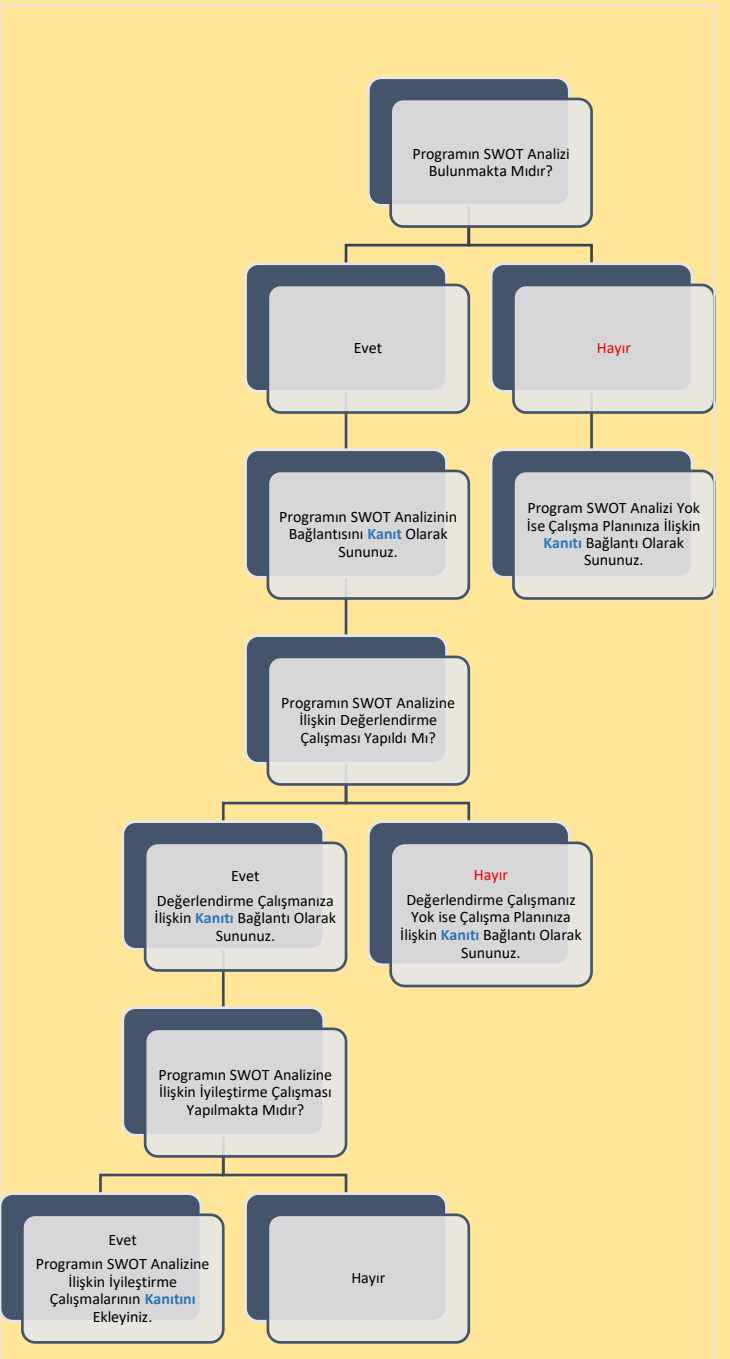 Programın SWOT Analizi
Bulunmakta Mıdır?
Evet
Hayır
Programın SWOT Analizinin
Bağlantısını Kanıt Olarak
Sununuz.
Program SWOT Analizi Yok
İse Çalışma Planınıza İlişkin
Kanıtı Bağlantı Olarak
Sununuz.
Programın SWOT Analizine
İlişkin Değerlendirme
Çalışması Yapıldı Mı?
Evet
Değerlendirme Çalışmanıza
İlişkin Kanıtı Bağlantı Olarak
Sununuz.
Hayır
Değerlendirme Çalışmanız
Yok ise Çalışma Planınıza
İlişkin Kanıtı Bağlantı Olarak
Sununuz.
Programın SWOT Analizine
İlişkin İyileştirme Çalışması
Yapılmakta Mıdır?
Evet
Programın SWOT Analizine
İlişkin İyileştirme
Çalışmalarının Kanıtını
Ekleyiniz.
Hayır